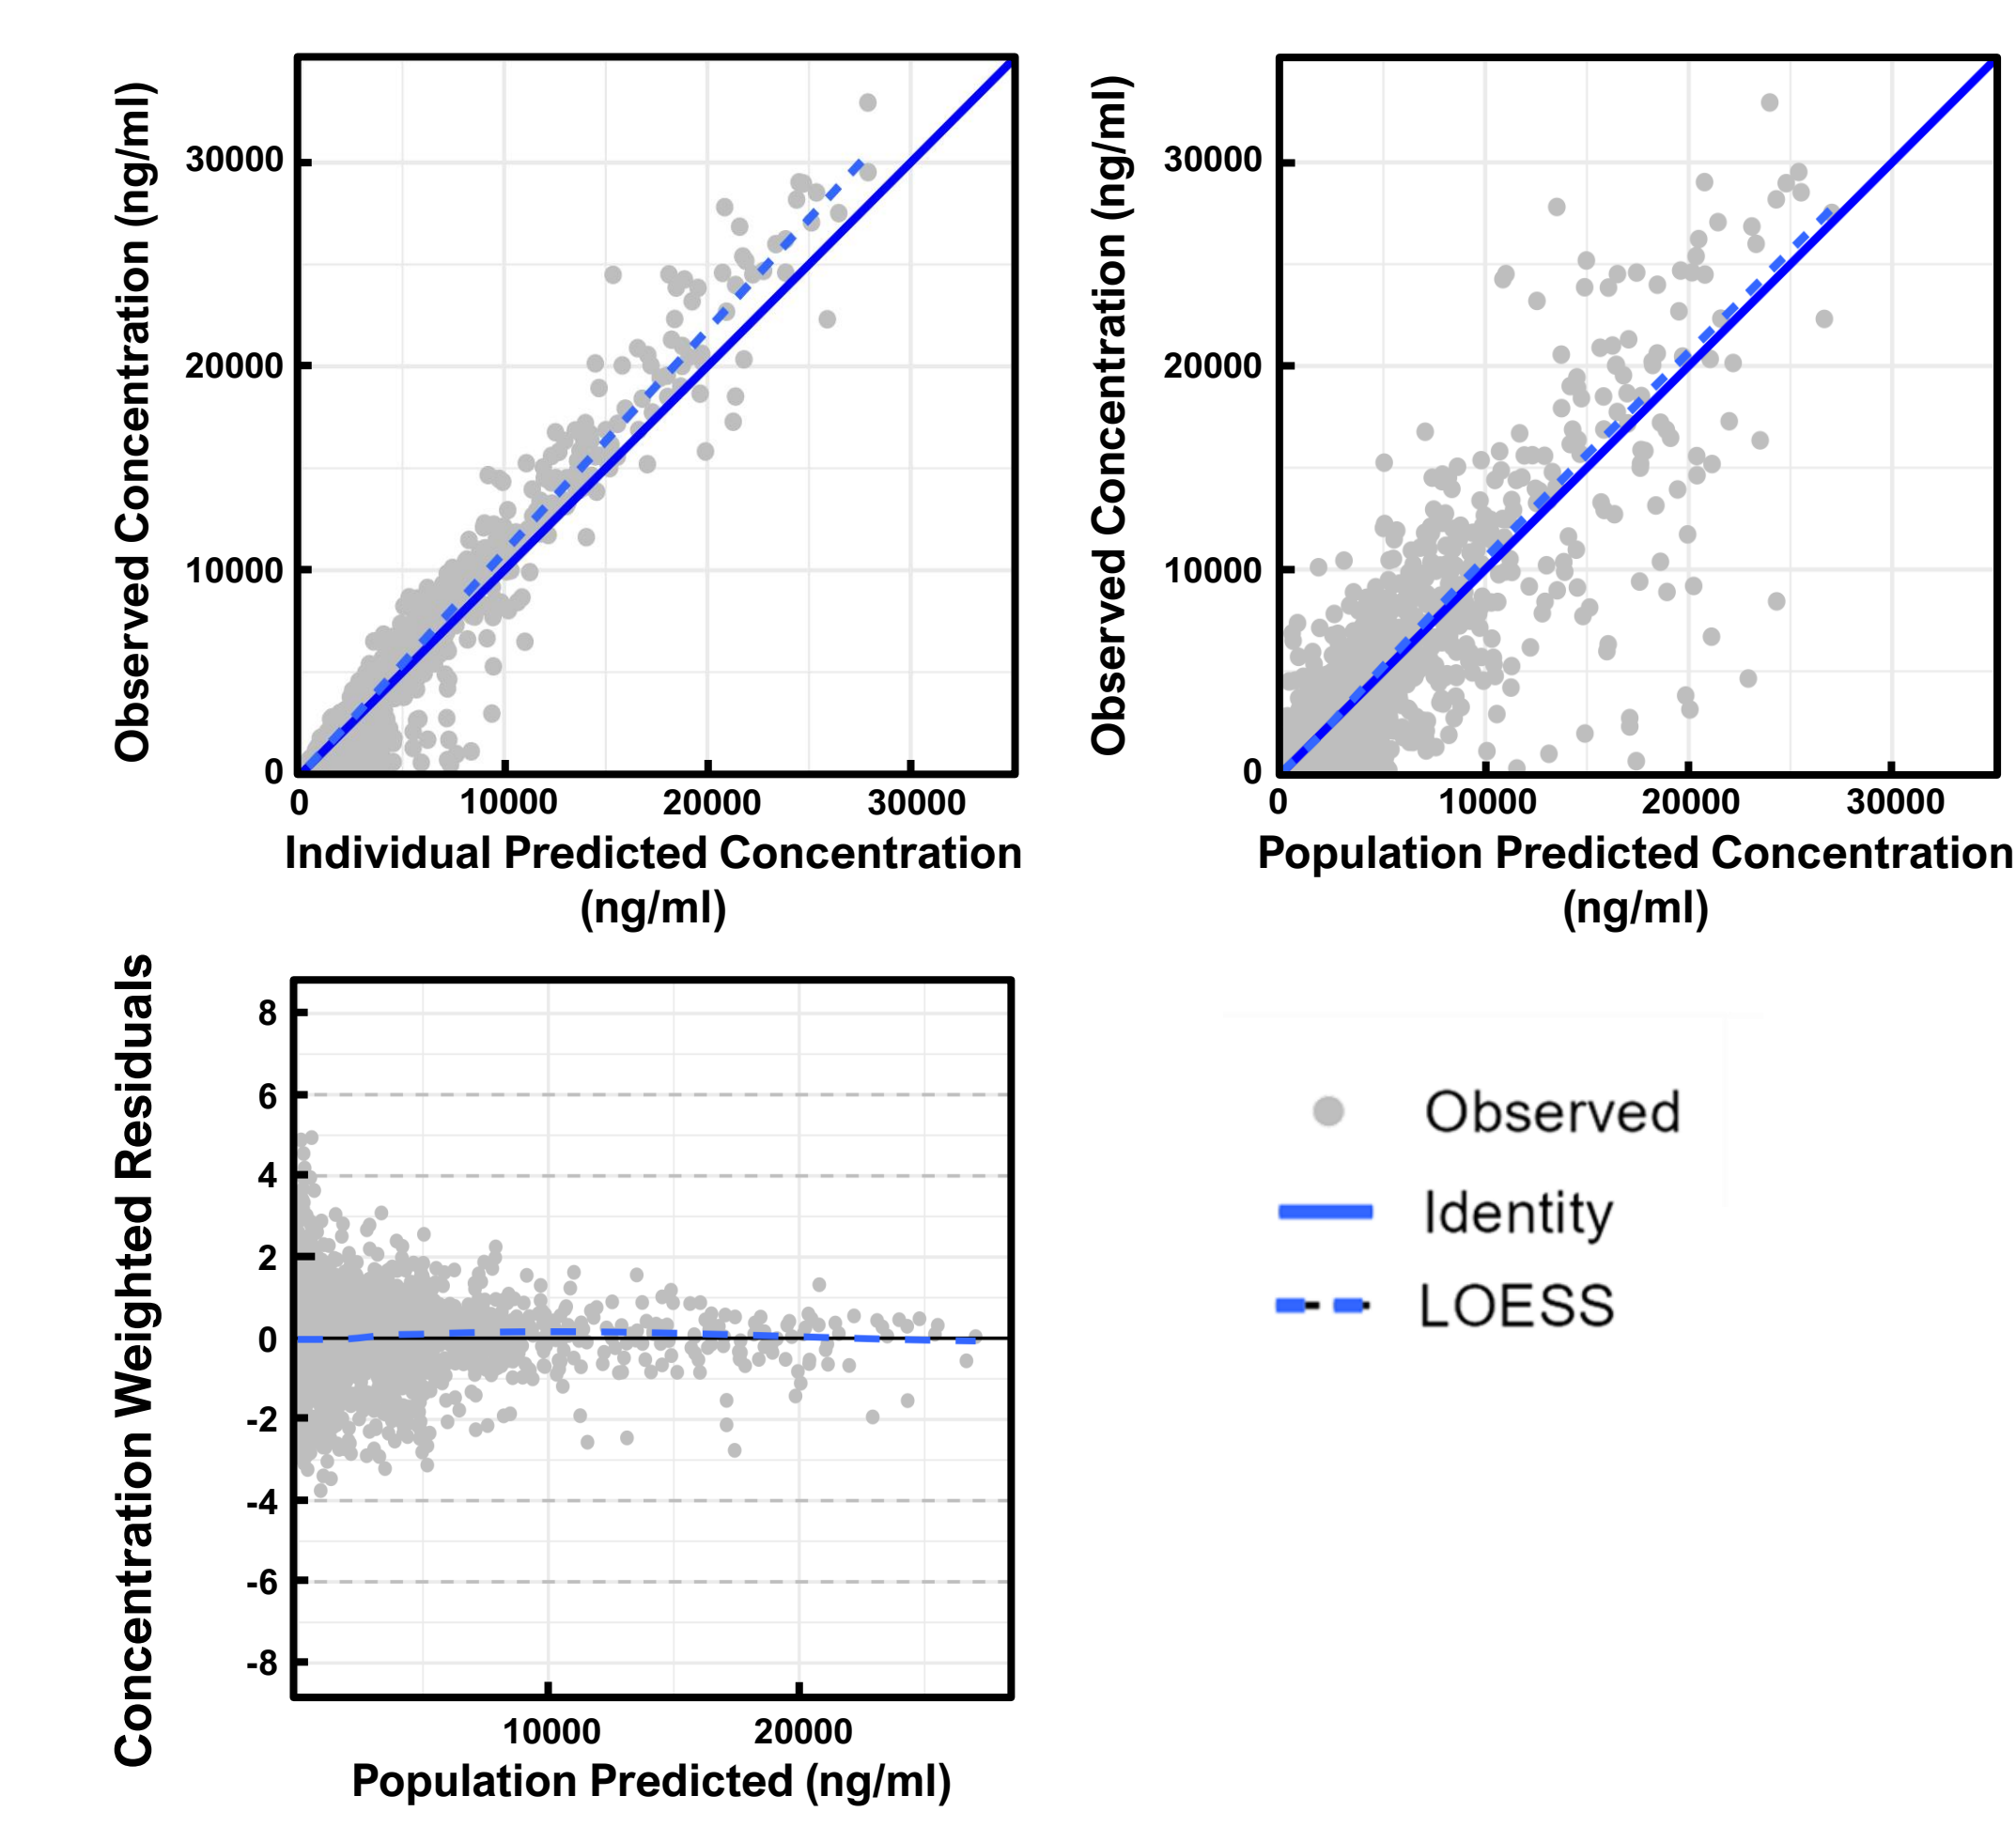 Observed Concentration (ng/ml)
30000
20000
10000
0
0
10000
20000
30000
Individual Predicted Concentration
(ng/ml)
Observed Concentration (ng/ml)
30000
20000
10000
0
0
10000
20000
30000
Population Predicted Concentration
(ng/ml)
Concentration Weighted Residuals
8
6
4
2
0
-2
-4
-6
-8
10000
20000
Population Predicted (ng/ml)
Observed
Identity
LOESS